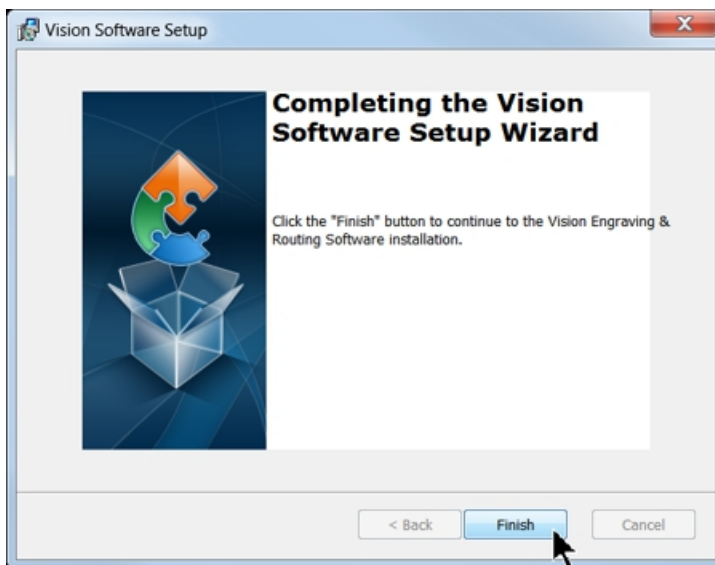 Vision Software Setup
Completing the Vision
Software Setup Wizard
Click the "Finish" button to continue to the Vision Engraving &
Routing Software installation.
< Back
Finish
Cancel